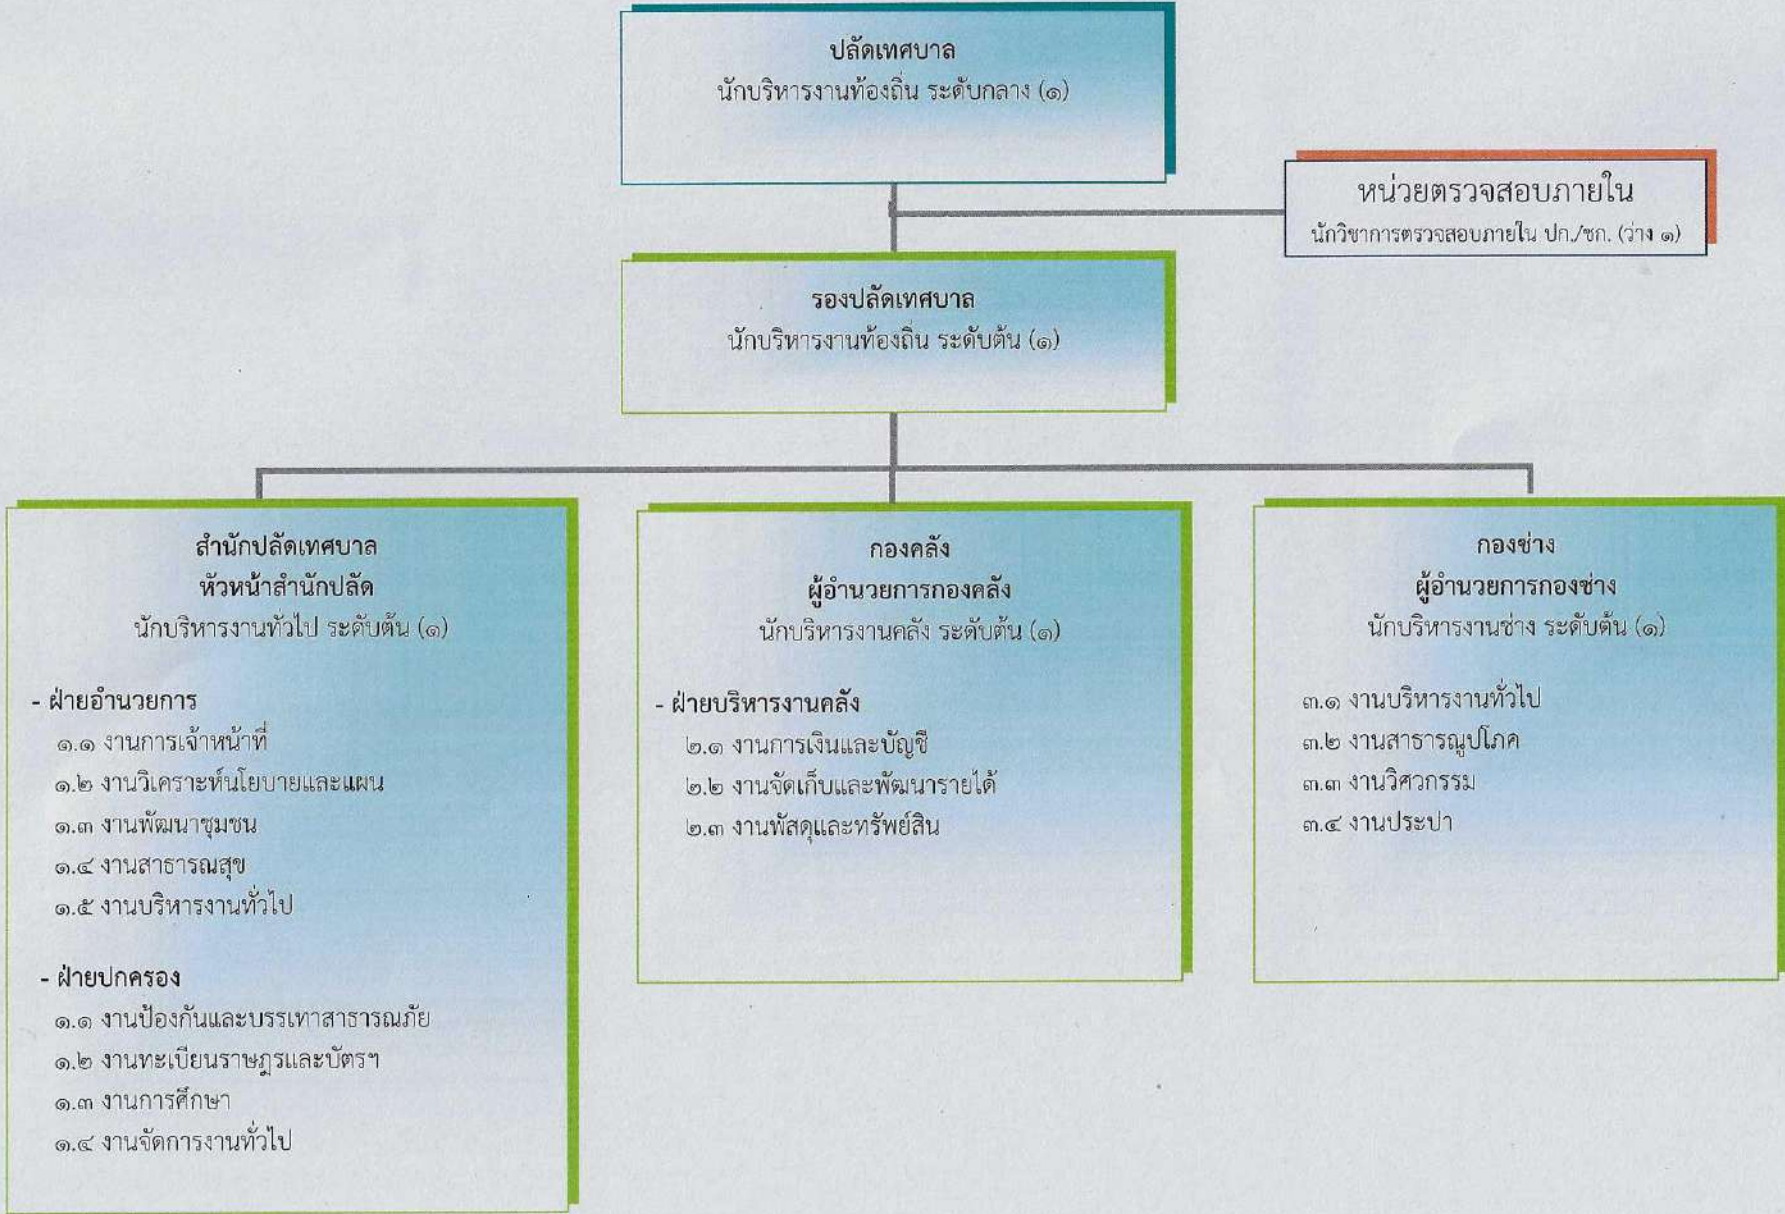 ปลัดเทศบาล
นักบริหารงานท้องถิ่น ระดับกลาง (๑)
หน่วยตรวจสอบภายใน
นักวิชาการตรวจสอบภายใน ปก./ชก. (ว่าง ๑)
รองปลัดเทศบาล
นักบริหารงานท้องถิ่น ระดับต้น (๑)
สำนักปลัดเทศบาล
หัวหน้าสำนักปลัด
นักบริหารงานทั่วไป ระดับต้น (๑)
- ฝ่ายอำนวยการ
๑.๑ งานการเจ้าหน้าที่
๑.๒ งานวิเคราะห์นโยบายและแผน
๑.๓ งานพัฒนาชุมชน
๑.๔ งานสาธารณสุข
๑.๕ งานบริหารงานทั่วไป
- ฝ่ายปกครอง
๑.๑ งานป้องกันและบรรเทาสาธารณภัย
๑.๒ งานทะเบียนราษฎรและบัตรฯ
๑.๓ งานการศึกษา
๑.๔ งานจัดการงานทั่วไป
กองคลัง
ผู้อำนวยการกองคลัง
นักบริหารงานคลัง ระดับต้น (๑)
- ฝ่ายบริหารงานคลัง
๒.๑ งานการเงินและบัญชี
๒.๒ งานจัดเก็บและพัฒนารายได้
๒.๓ งานพัสดุและทรัพย์สิน
กองช่าง
ผู้อำนวยการกองช่าง
นักบริหารงานช่าง ระดับต้น (๑)
๓.๑ งานบริหารงานทั่วไป
๓.๒ งานสาธารณูปโภค
๓.๓ งานวิศวกรรม
๓.๔ งานประปา